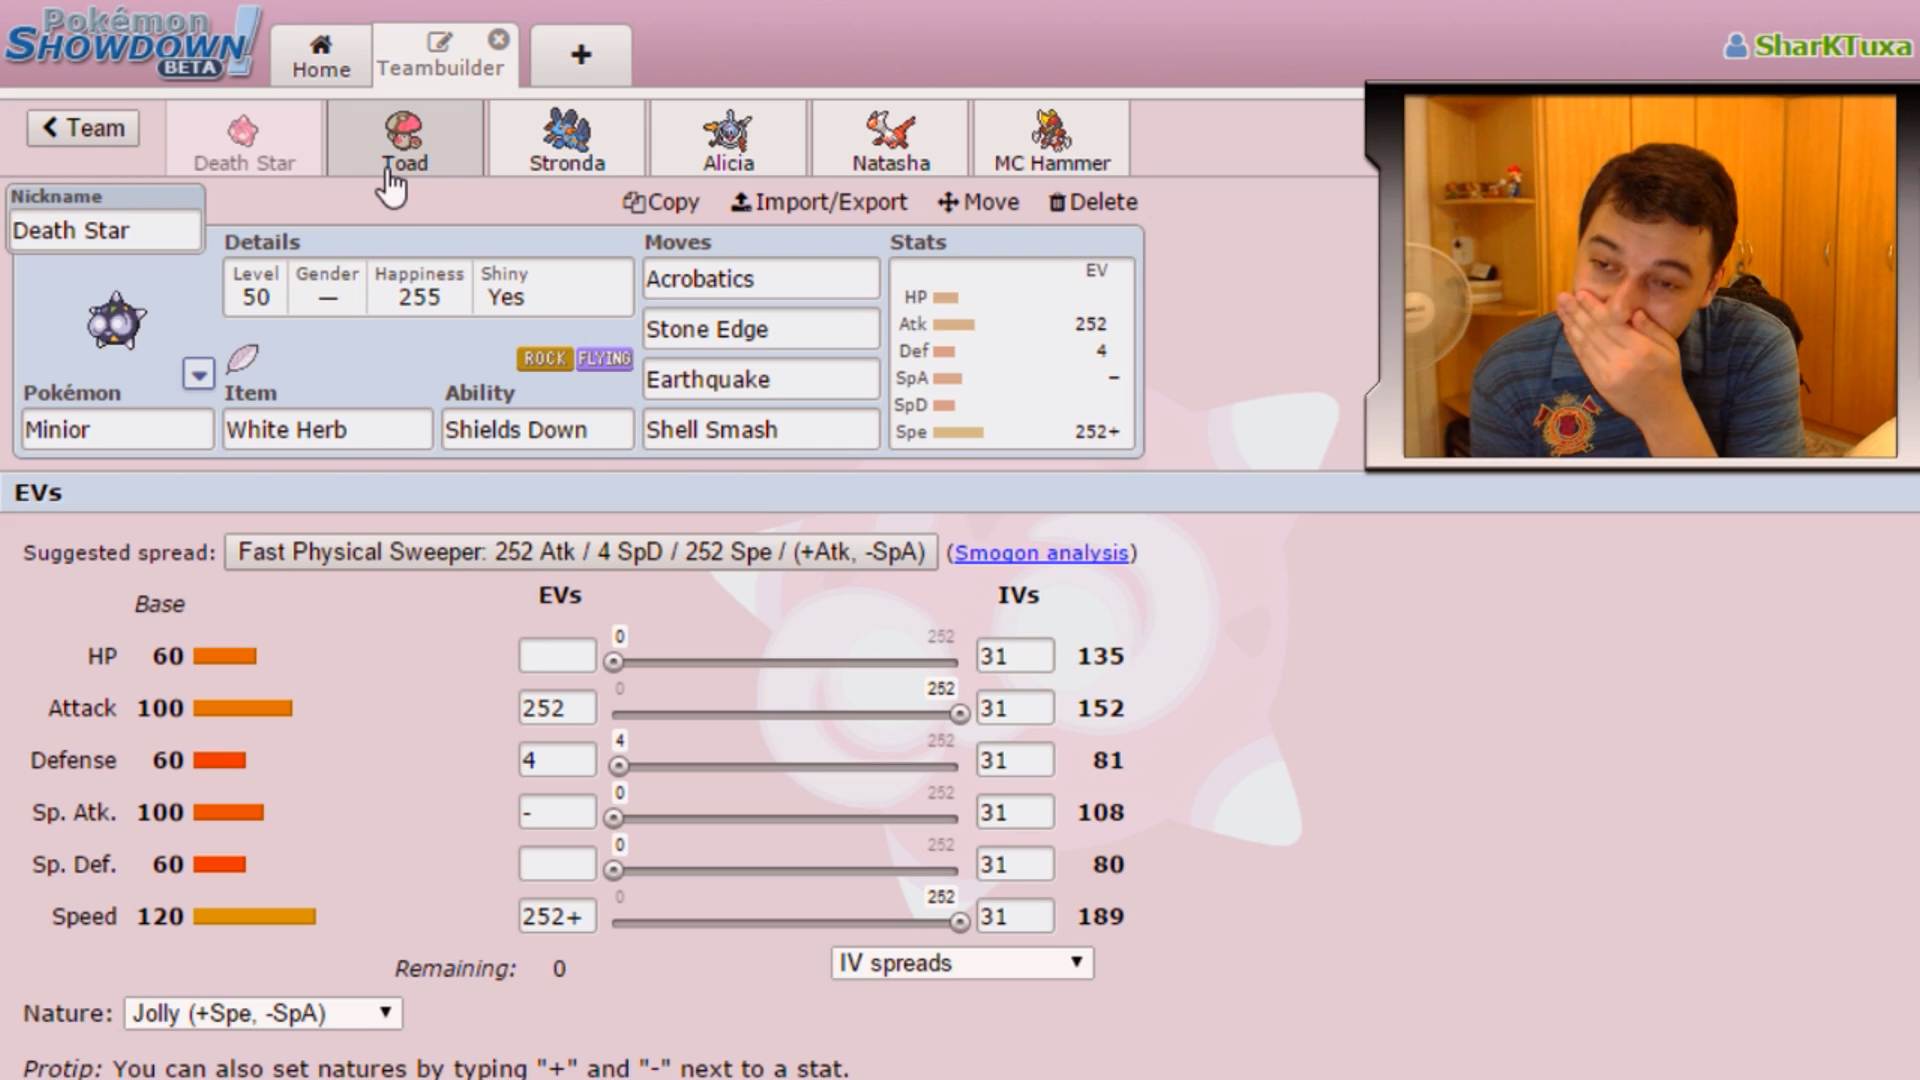 Pokémon
SHOWDOWN!
BETA
Home
Teambuilder
+
SharKTuxa
Team
Death Star
Toad
Stronda
Alicia
Natasha
MC Hammer
Copy
Import/Export
Move
Delete
Nickname
Death Star
Details
Level
Gender
Happiness
Shiny
50
—
255
Yes
ROCK
FLYING
Pokémon
Item
Ability
Minior
White Herb
Shields Down
Moves
Acrobatics
Stone Edge
Earthquake
Shell Smash
Stats
EV
HP
Atk 252
Def 4
SpA –
SpD
Spe 252+
EVs
Suggested spread: Fast Physical Sweeper: 252 Atk / 4 SpD / 252 Spe / (+Atk, -SpA) (Smogon analysis)
Base EVs IVs
0 252
HP 60 31 135
0 252
Attack 100 252 31 152
4 252
Defense 60 4 31 81
0 252
Sp. Atk. 100 - 31 108
0 252
Sp. Def. 60 31 80
0 252
Speed 120 252+ 31 189
Remaining: 0 IV spreads
Nature: Jolly (+Spe, -SpA)
Protip: You can also set natures by typing "+" and "-" next to a stat.